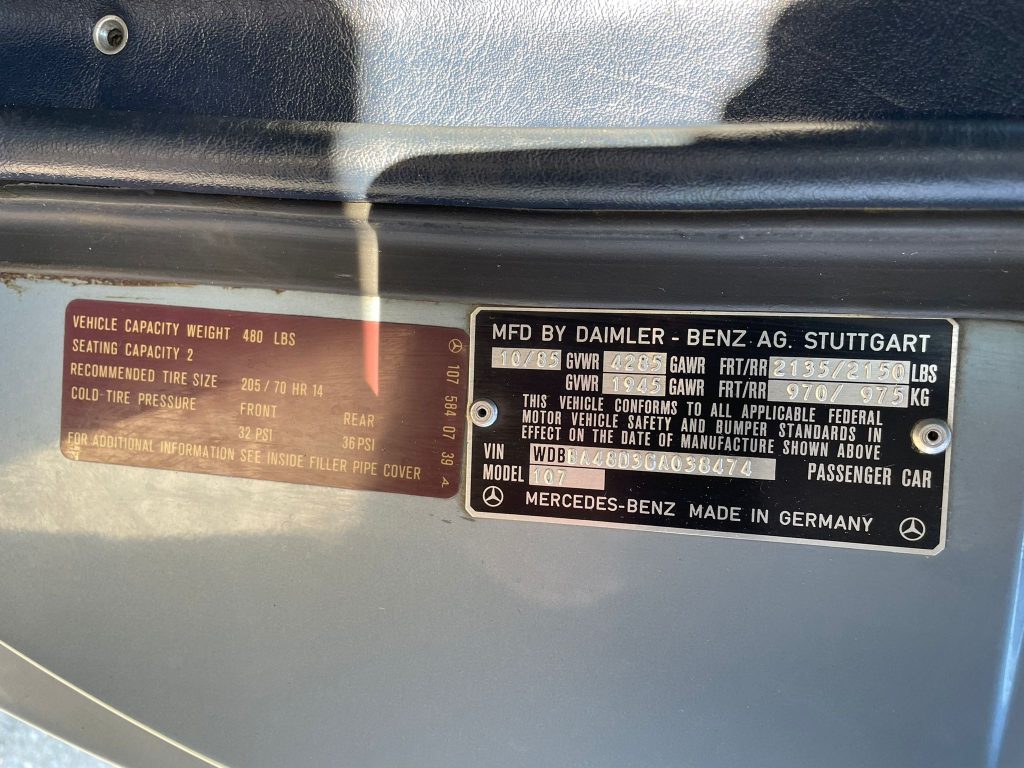 VEHICLE CAPACITY WEIGHT 480 LBS
SEATING CAPACITY 2
RECOMMENDED TIRE SIZE 205/70 HR 14
COLD-TIRE PRESSURE FRONT REAR
32 PSI 36 PSI
FOR ADDITIONAL INFORMATION SEE INSIDE FILLER PIPE COVER
107 584 07 39
MFD BY DAIMLER-BENZ AG. STUTTGART
10/85 GVWR 4285 GAWR FRT/RR 2135/2150 LBS
GVWR 1945 GAWR FRT/RR 970/ 975 KG
THIS VEHICLE CONFORMS TO ALL APPLICABLE FEDERAL
MOTOR VEHICLE SAFETY AND BUMPER STANDARDS IN
EFFECT ON THE DATE OF MANUFACTURE SHOWN ABOVE
VIN WDBBA48D3GA038474
MODEL 107 PASSENGER CAR
MERCEDES-BENZ MADE IN GERMANY